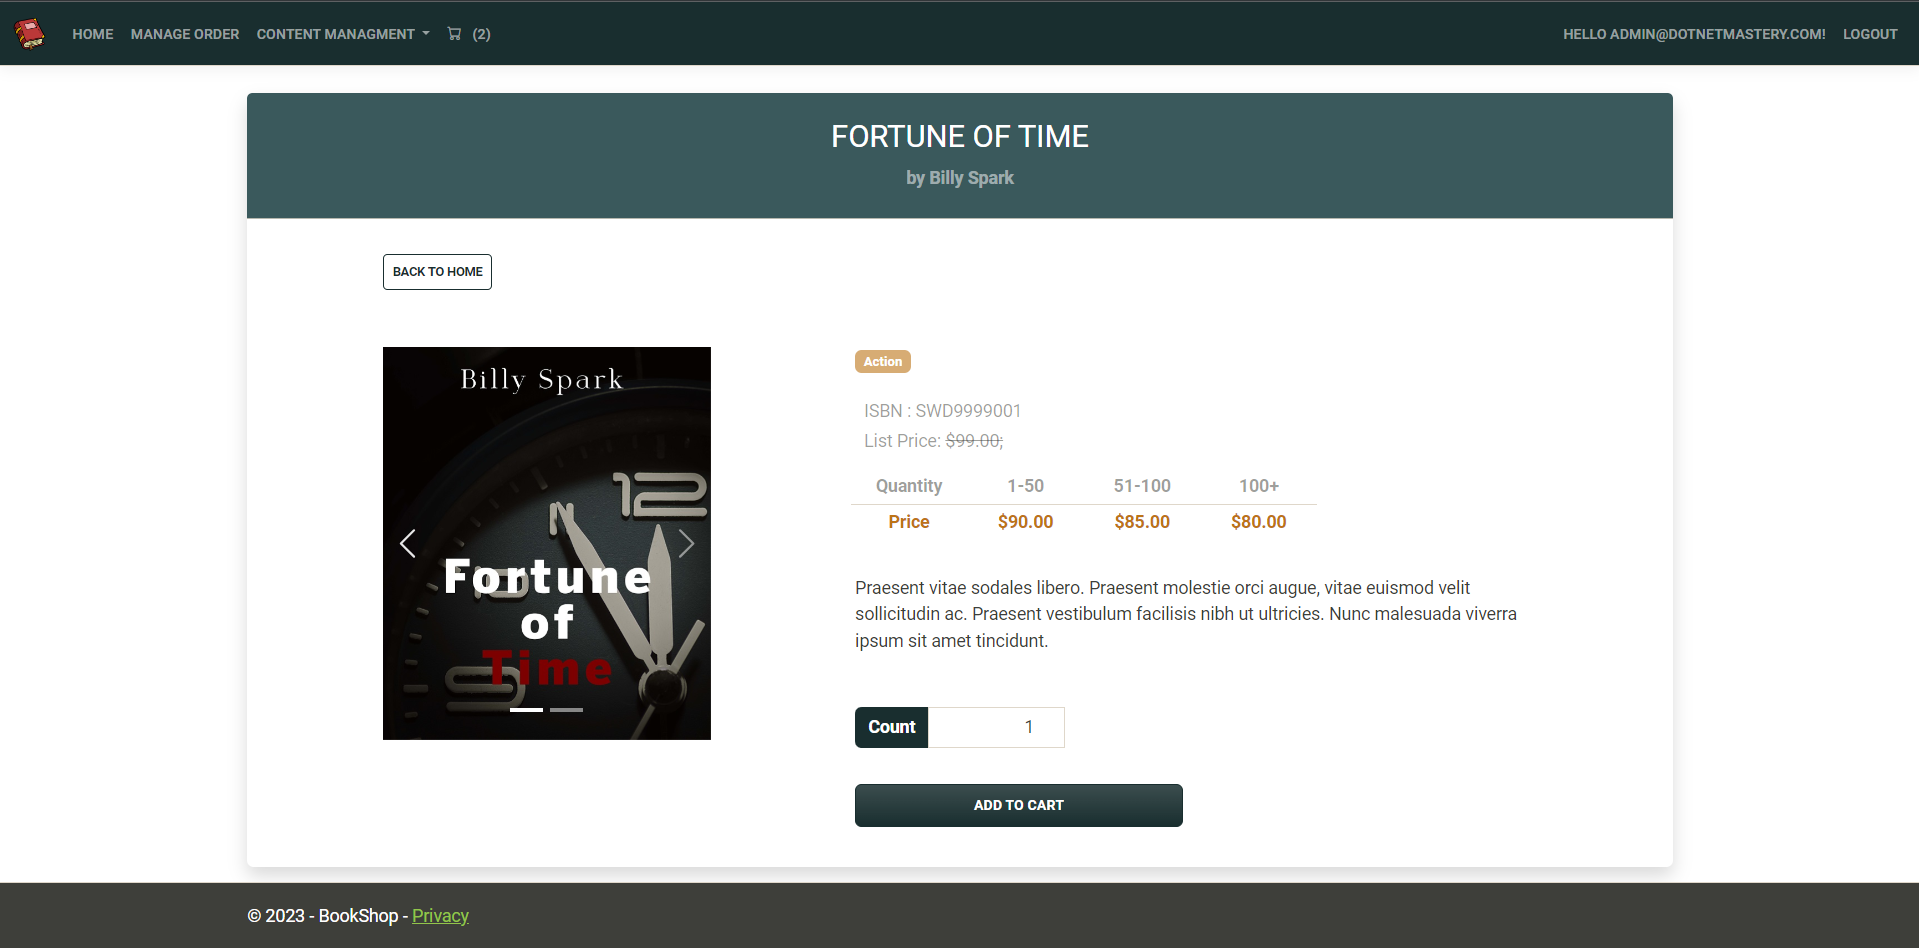 HOME MANAGE ORDER CONTENT MANAGMENT (2) HELLO ADMIN@DOTNETMASTERY.COM! LOGOUT
FORTUNE OF TIME
by Billy Spark
BACK TO HOME
Billy Spark
12
Fortune
of
Time
9
Action
ISBN : SWD9999001
List Price: $99.00;
Quantity 1-50 51-100 100+
Price $90.00 $85.00 $80.00
Praesent vitae sodales libero. Praesent molestie orci augue, vitae euismod velit
sollicitudin ac. Praesent vestibulum facilisis nibh ut ultricies. Nunc malesuada viverra
ipsum sit amet tincidunt.
Count 1
ADD TO CART
© 2023 - BookShop - Privacy